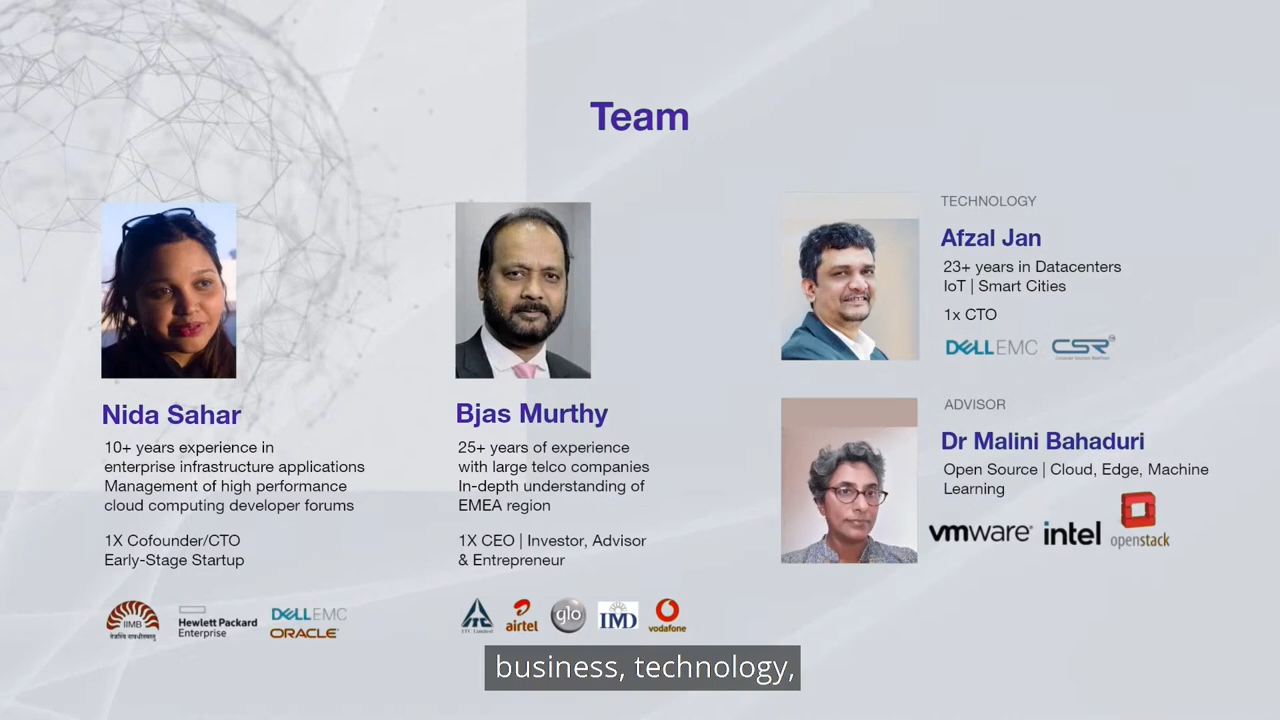 Team
Nida Sahar
10+ years experience in
enterprise infrastructure applications
Management of high performance
cloud computing developer forums
1X Cofounder/CTO
Early-Stage Startup
IIMB
Hewlett Packard
Enterprise
DELLEMC
ORACLE
Bjas Murthy
25+ years of experience
with large telco companies
In-depth understanding of
EMEA region
1X CEO | Investor, Advisor
& Entrepreneur
ITC Limited
airtel
glo
IMD
vodafone
TECHNOLOGY
Afzal Jan
23+ years in Datacenters
IoT | Smart Cities
1x CTO
DELLEMC
CSR
ADVISOR
Dr Malini Bahaduri
Open Source | Cloud, Edge, Machine
Learning
vmware
intel
openstack
business, technology,